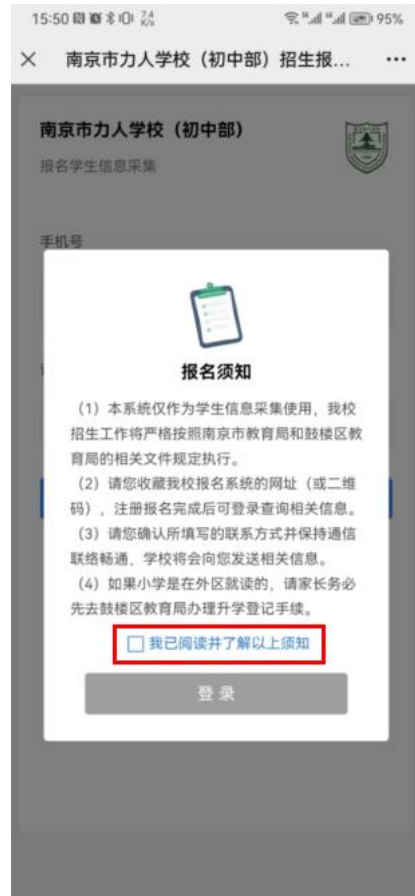 15:50 7.4 K/s 95%
南京市力人学校（初中部）招生报...
南京市力人学校（初中部）
报名学生信息采集
手机号
报名须知
（1）本系统仅作为学生信息采集使用，我校
招生工作将严格按照南京市教育局和鼓楼区教
育局的相关文件规定执行。
（2）请您收藏我校报名系统的网址（或二维
码），注册报名完成后可登录查询相关信息。
（3）请您确认所填写的联系方式并保持通信
联络畅通，学校将会向您发送相关信息。
（4）如果小学是在外区就读的，请家长务必
先去鼓楼区教育局办理升学登记手续。
我已阅读并了解以上须知
登录